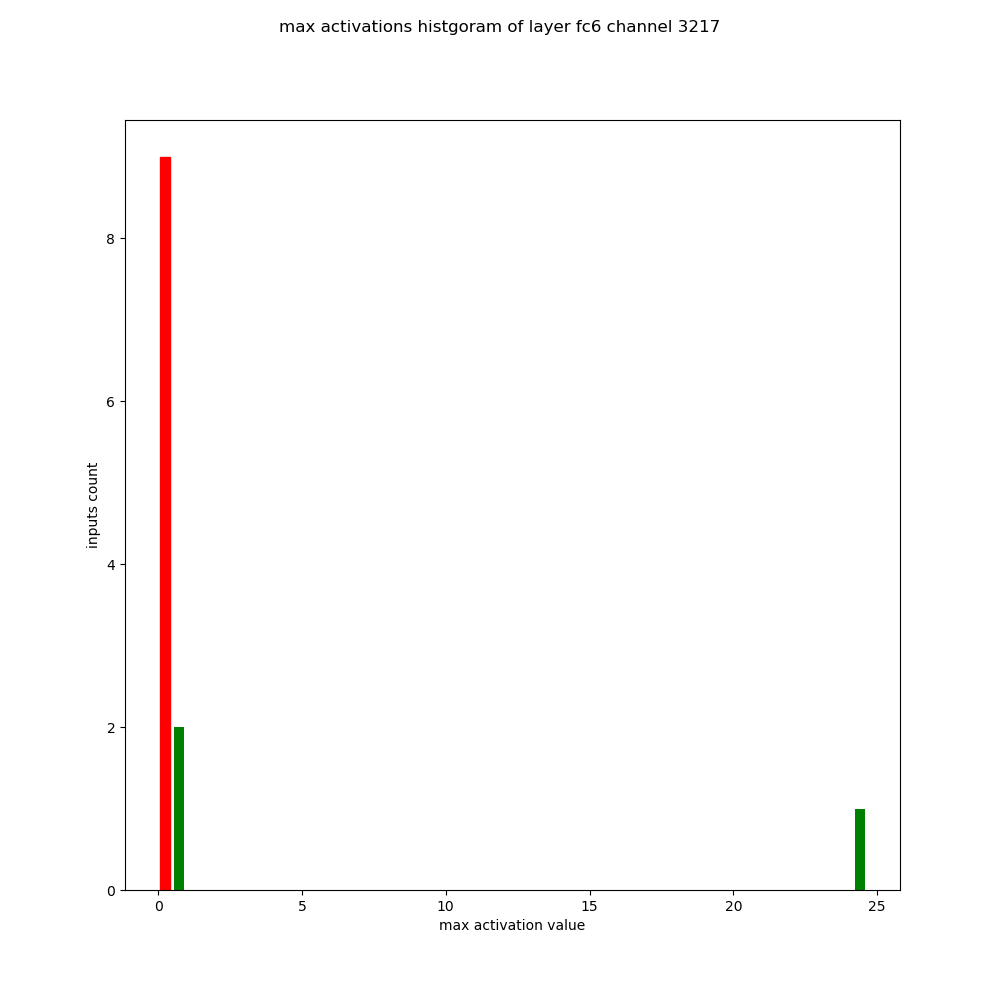 max activations histgoram of layer fc6 channel 3217
8
6
4
2
0
inputs count
0 5 10 15 20 25
max activation value